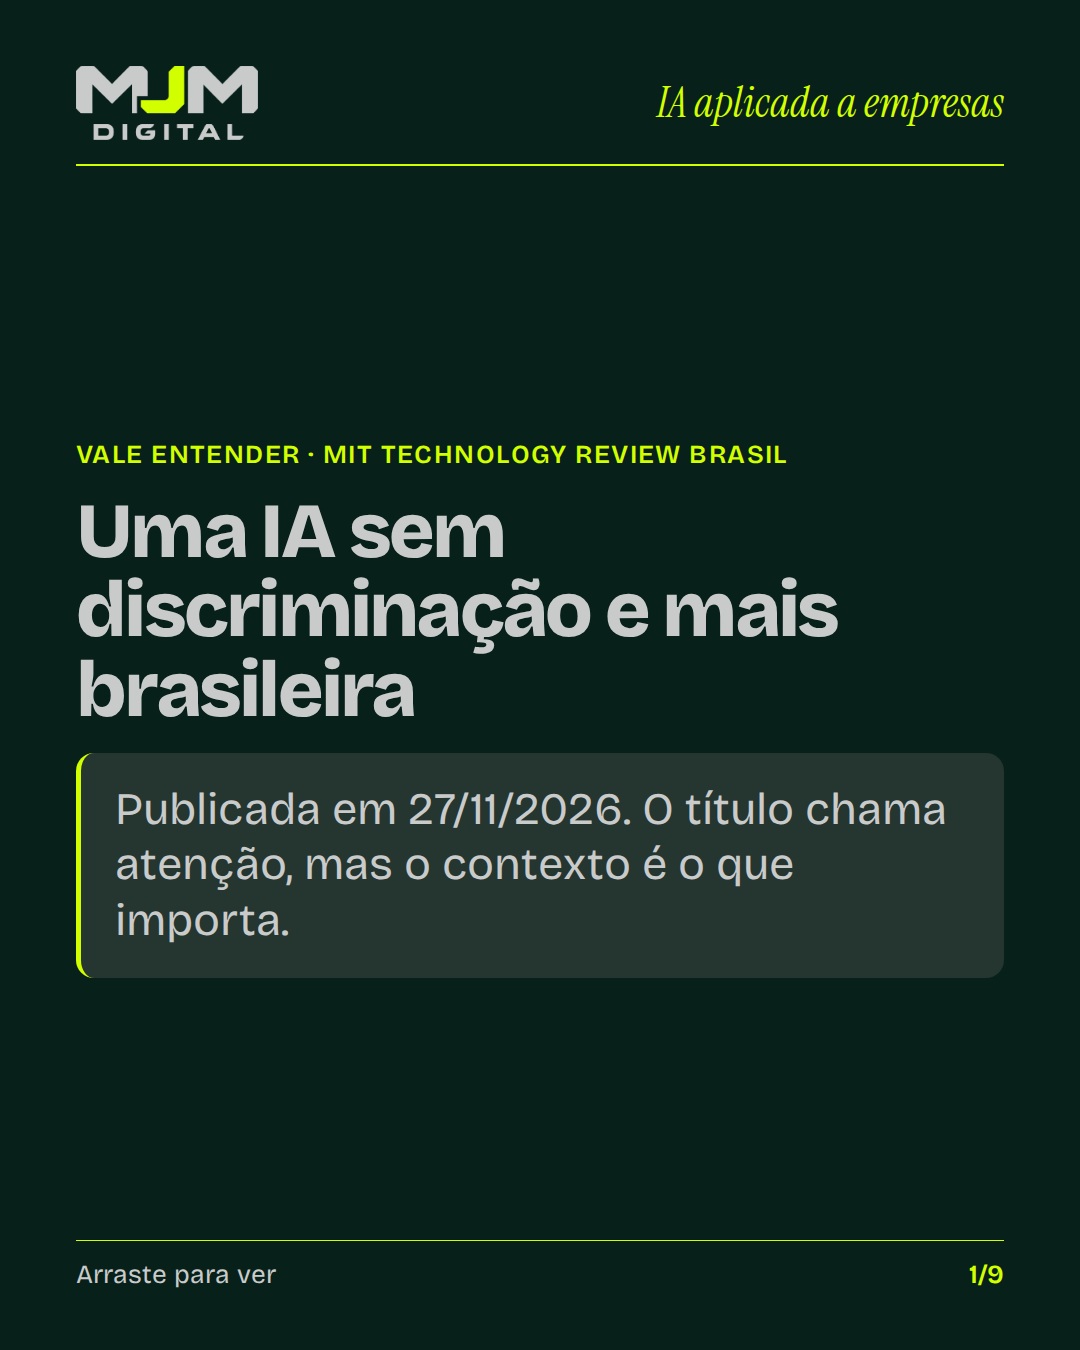 MJM
DIGITAL
IA aplicada a empresas
VALE ENTENDER · MIT TECHNOLOGY REVIEW BRASIL
Uma IA sem
discriminação e mais
brasileira
Publicada em 27/11/2026. O título chama
atenção, mas o contexto é o que
importa.
Arraste para ver
1/9